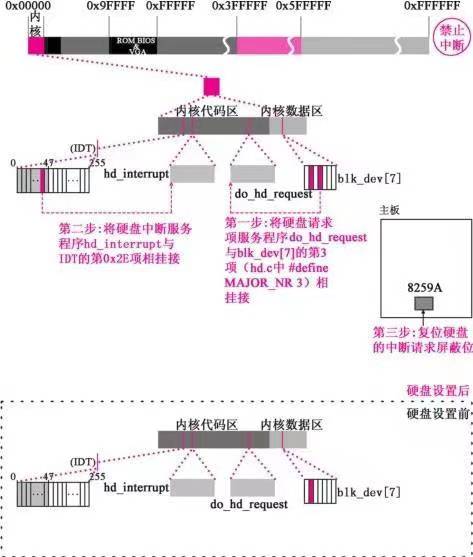 0x00000 0x9FFFF 0xFFFFF 0x3FFFFF 0x5FFFFF 0xFFFFFF
内核
ROM BIOS
&
VGA
禁止
中断
内核代码区 内核数据区
(IDT)
0 47 255
hd_interrupt
do_hd_request
blk_dev[7]
第二步:将硬盘中断服务
程序hd_interrupt与
IDT的第0x2E项相挂接
第一步:将硬盘请求
项服务程序do_hd_request
与blk_dev[7]的第3
项（hd.c中 #define
MAJOR_NR 3）相
挂接
主板
8259A
第三步:复位硬盘
的中断请求屏蔽位
硬盘设置后
硬盘设置前
内核代码区 内核数据区
(IDT)
0 47 255
hd_interrupt
do_hd_request
blk_dev[7]